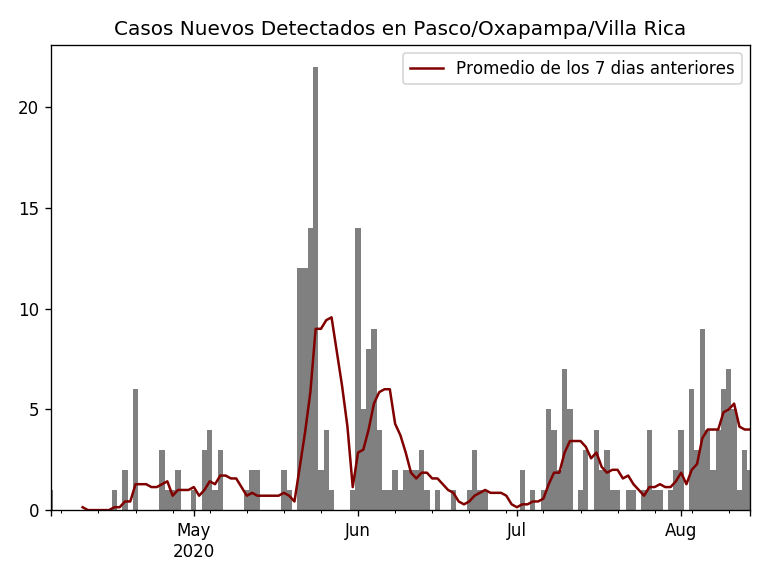 Casos Nuevos Detectados en Pasco/Oxapampa/Villa Rica
Promedio de los 7 dias anteriores
20
15
10
5
0
May
2020
Jun
Jul
Aug